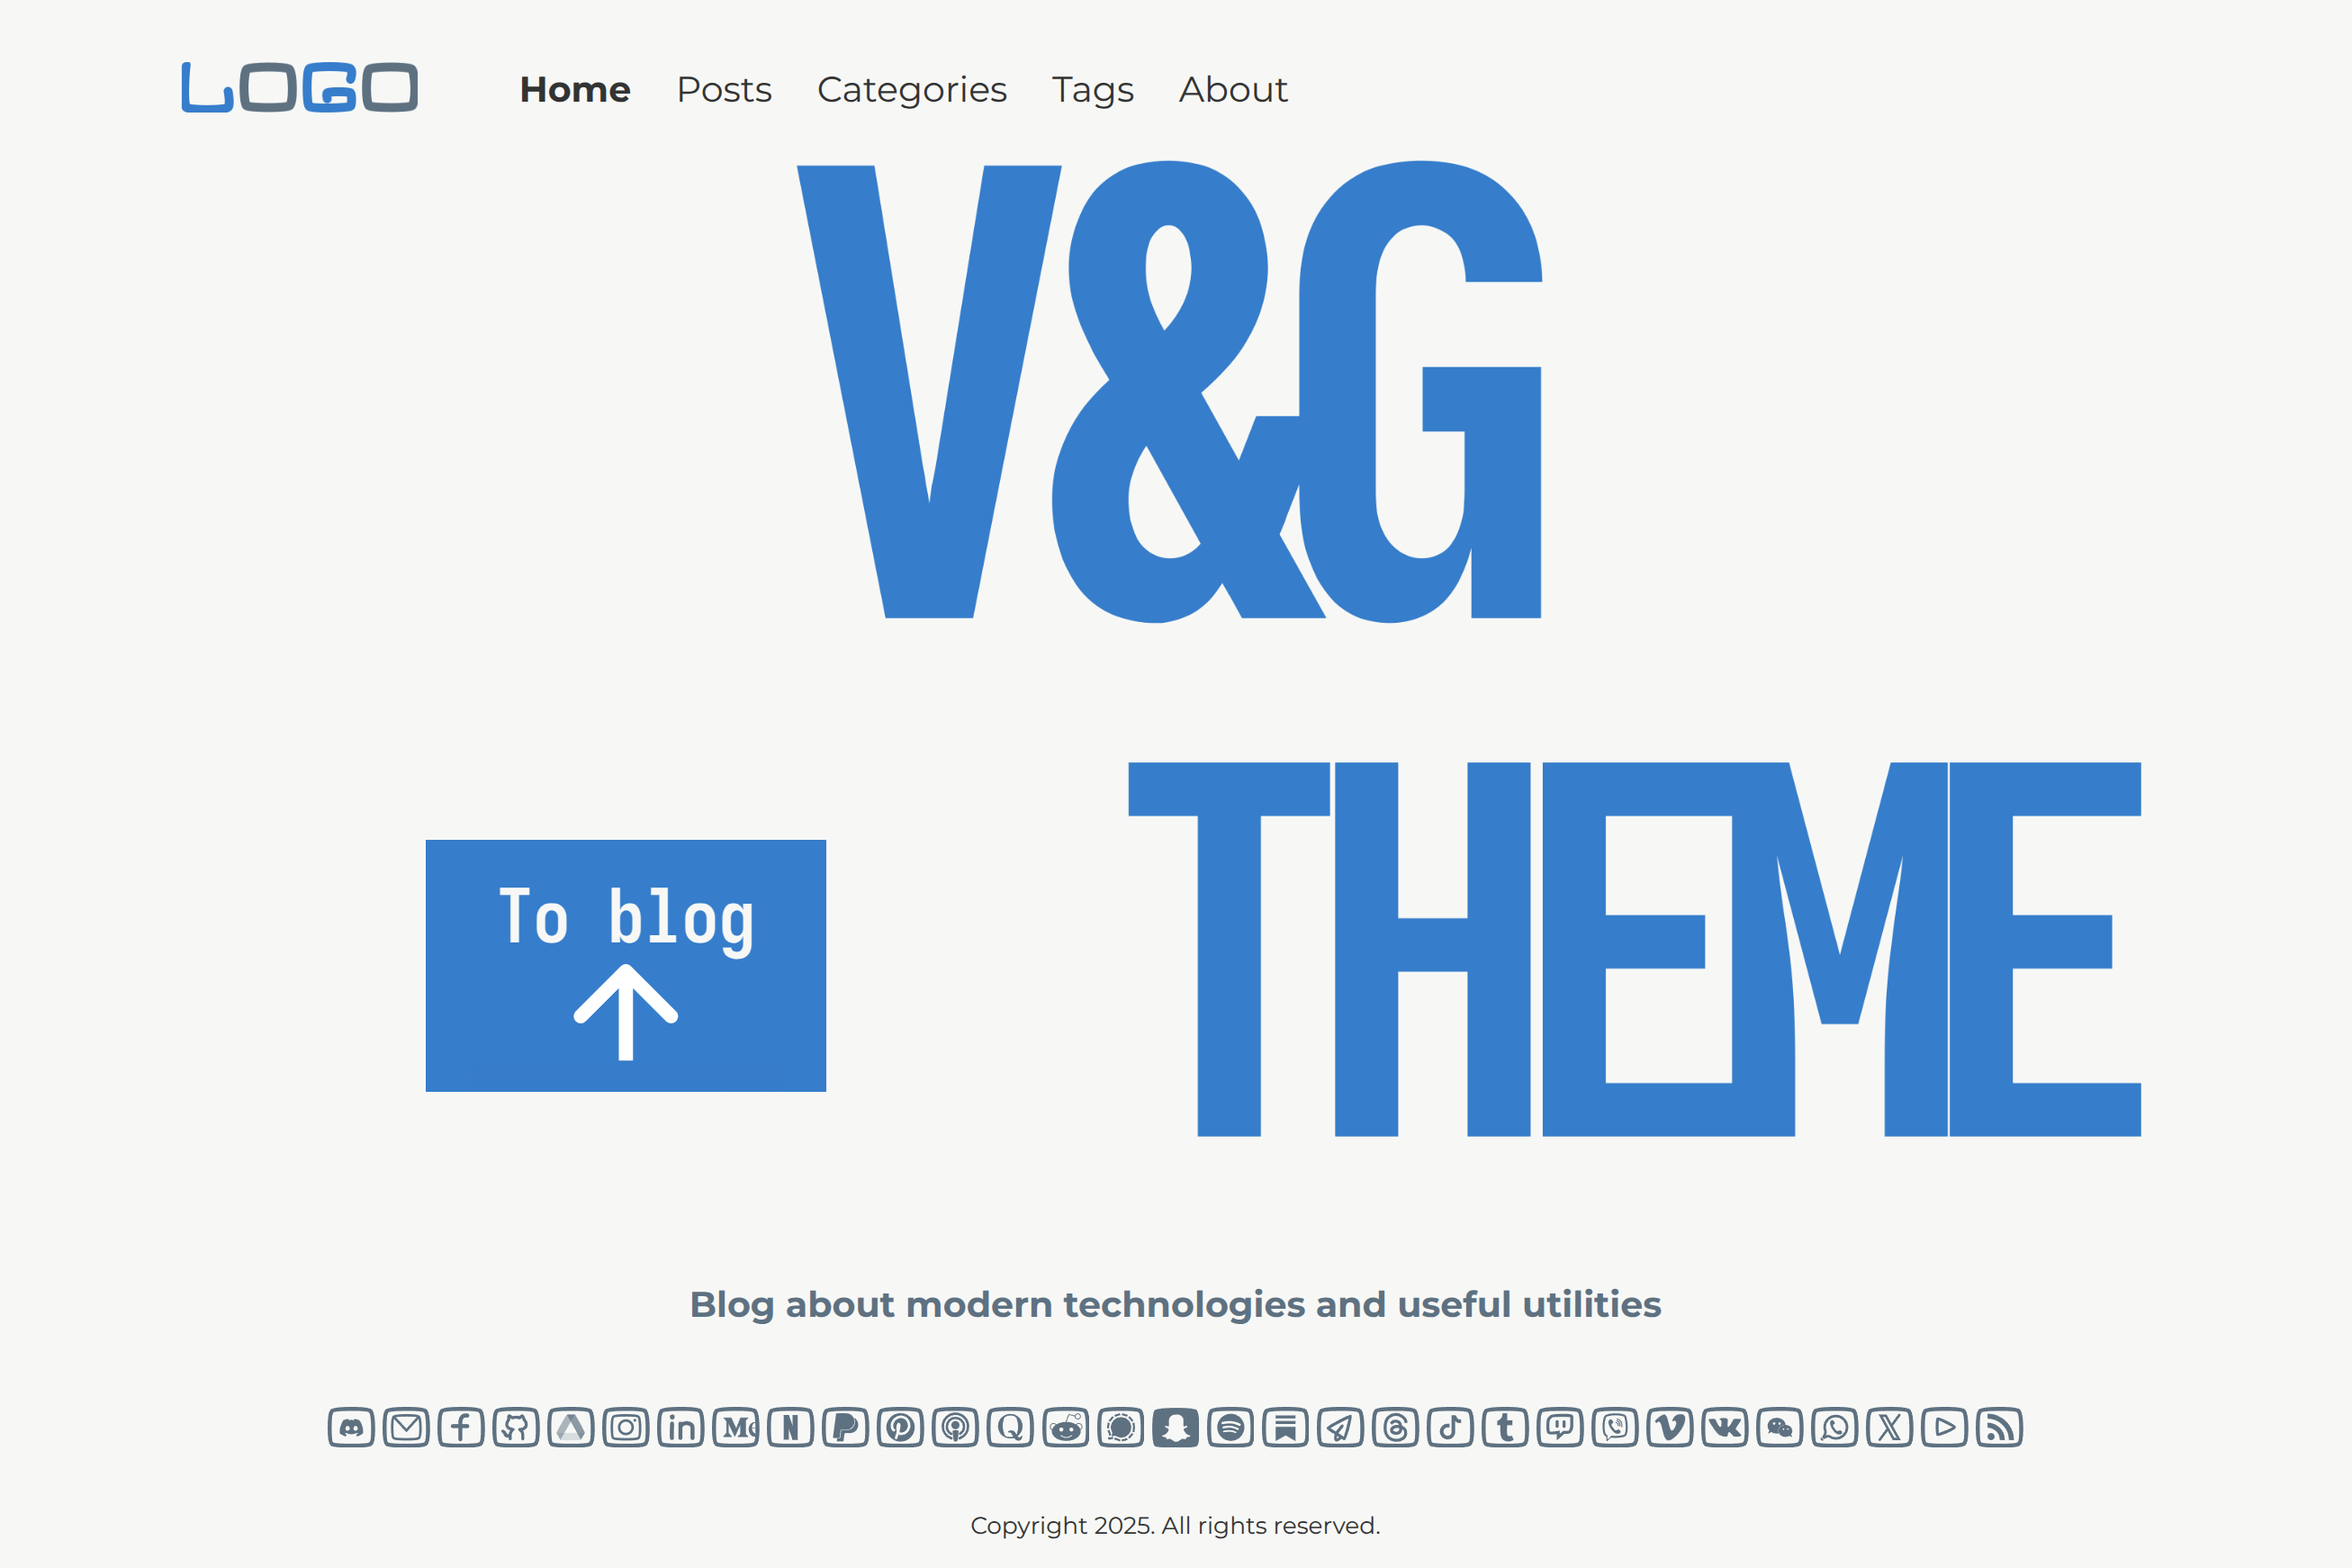 LOGO
Home Posts Categories Tags About
V&G
THEME
To blog
Blog about modern technologies and useful utilities
Copyright 2025. All rights reserved.